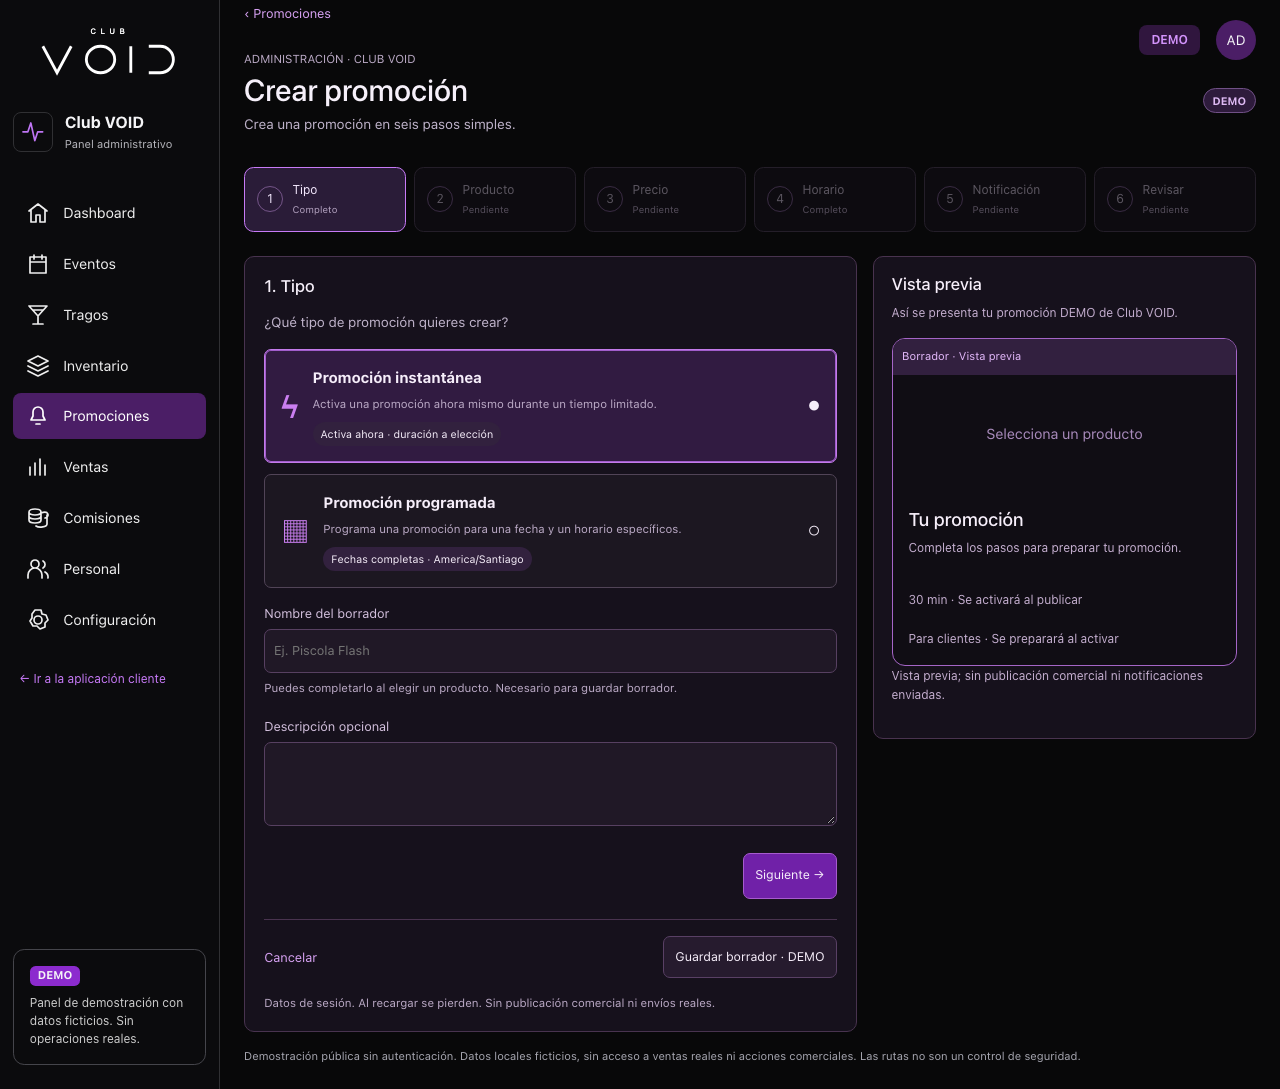 CLUB
VOID
Club VOID
Panel administrativo
Dashboard
Eventos
Tragos
Inventario
Promociones
Ventas
Comisiones
Personal
Configuración
← Ir a la aplicación cliente
DEMO
Panel de demostración con
datos ficticios. Sin
operaciones reales.
‹ Promociones
DEMO
AD
ADMINISTRACIÓN · CLUB VOID
Crear promoción
DEMO
Crea una promoción en seis pasos simples.
1 Tipo
Completo
2 Producto
Pendiente
3 Precio
Pendiente
4 Horario
Completo
5 Notificación
Pendiente
6 Revisar
Pendiente
1. Tipo
¿Qué tipo de promoción quieres crear?
Promoción instantánea
Activa una promoción ahora mismo durante un tiempo limitado.
Activa ahora · duración a elección
Promoción programada
Programa una promoción para una fecha y un horario específicos.
Fechas completas · America/Santiago
Nombre del borrador
Ej. Piscola Flash
Puedes completarlo al elegir un producto. Necesario para guardar borrador.
Descripción opcional
Siguiente →
Cancelar
Guardar borrador · DEMO
Datos de sesión. Al recargar se pierden. Sin publicación comercial ni envíos reales.
Vista previa
Así se presenta tu promoción DEMO de Club VOID.
Borrador · Vista previa
Selecciona un producto
Tu promoción
Completa los pasos para preparar tu promoción.
30 min · Se activará al publicar
Para clientes · Se preparará al activar
Vista previa; sin publicación comercial ni notificaciones
enviadas.
Demostración pública sin autenticación. Datos locales ficticios, sin acceso a ventas reales ni acciones comerciales. Las rutas no son un control de seguridad.